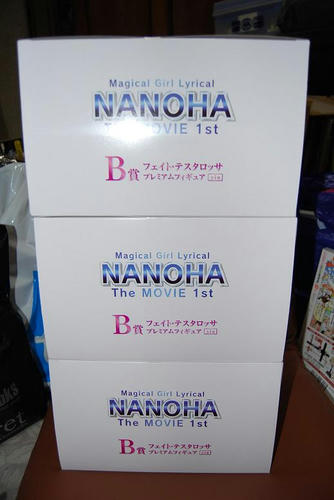 Magical Girl Lyrical
NANOHA
The MOVIE 1st
B賞 フェイト・テスタロッサ
プレミアムフィギュア
Magical Girl Lyrical
NANOHA
The MOVIE 1st
B賞 フェイト・テスタロッサ
プレミアムフィギュア
Magical Girl Lyrical
NANOHA
The MOVIE 1st
B賞 フェイト・テスタロッサ
プレミアムフィギュア